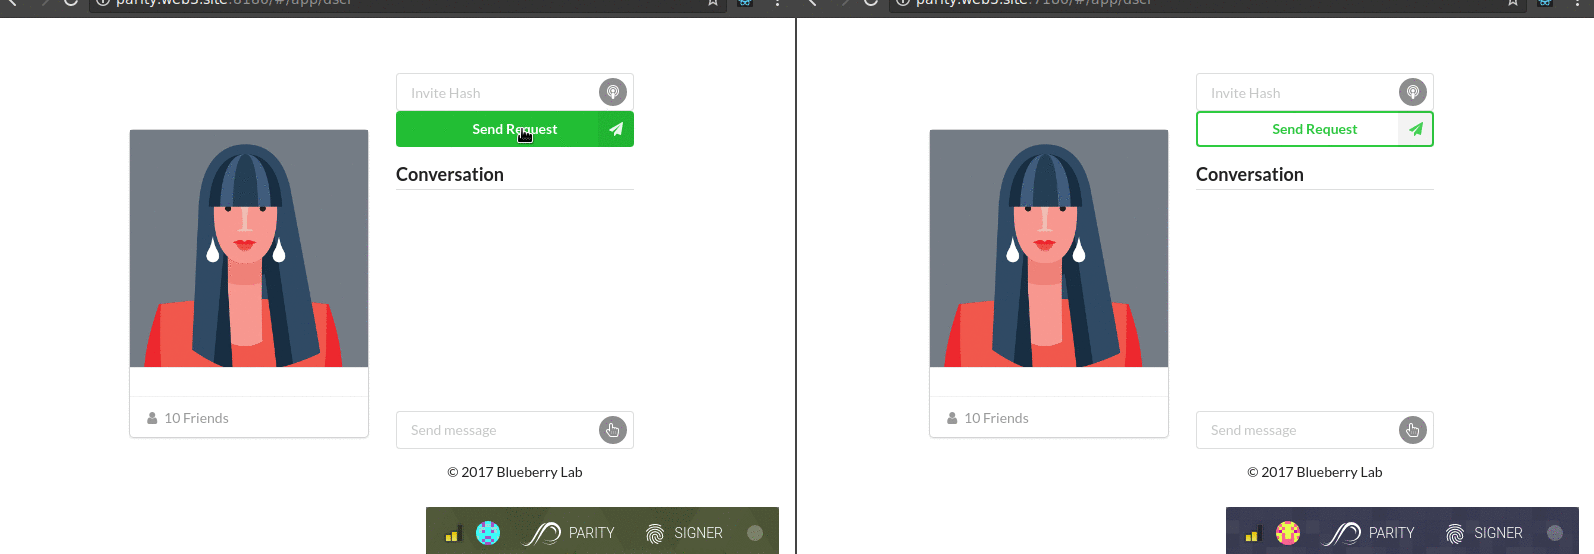 parity.web3.site:8180/#/app/user
Invite Hash
Send Request
Conversation
10 Friends
Send message
© 2017 Blueberry Lab
PARITY SIGNER
parity.web3.site:7180/#/app/user
Invite Hash
Send Request
Conversation
10 Friends
Send message
© 2017 Blueberry Lab
PARITY SIGNER